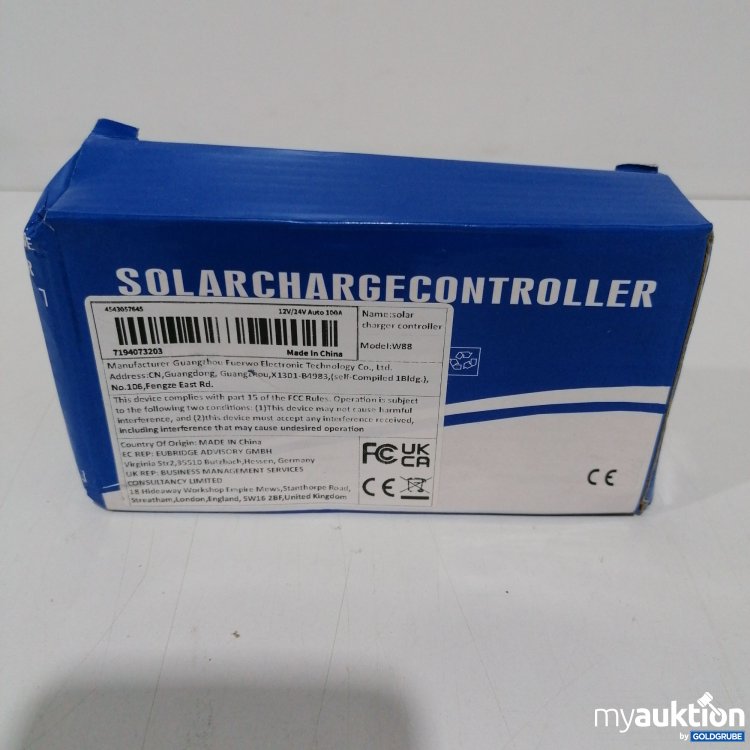 SOLARCHARGECONTROLLER
4543057645 12V/24V Auto 100A
7194073203 Made in China
Name:solar
charger controller
Model:W88
Manufacturer Guangzhou Fuerwo Electronic Technology Co., Ltd.
Address:CN,Guangdong, Guangzhou,X1301-B4983,(self-Compiled 1Bldg.),
No.106,Fengze East Rd.
This device complies with part 15 of the FCC Rules. Operation is subject
to the following two conditions: (1)This device may not cause harmful
interference, and (2)this device must accept any interference received,
including interference that may cause undesired operation
Country Of Origin: MADE IN China
EC REP: EUBRIDGE ADVISORY GMBH
Virginia Str2,35510 Butzbach,Hessen, Germany
UK REP: BUSINESS MANAGEMENT SERVICES
CONSULTANCY LIMITED
18 Hideaway Workshop Empire Mews,Stanthorpe Road,
Streatham,London,England, SW16 2BF,United Kingdom
FC UK
CA
CE
CE
myauktion
by GOLDGRUBE